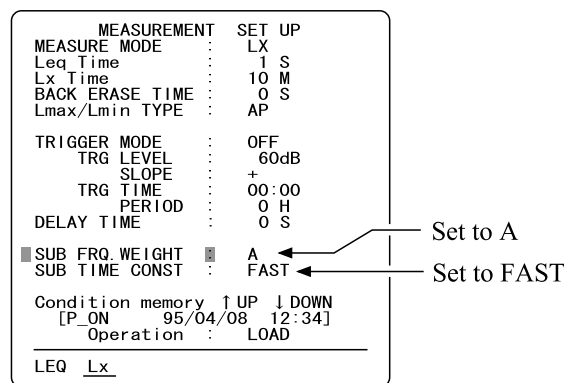 MEASUREMENT SET UP
MEASURE MODE : LX
Leq Time : 1 S
Lx Time : 10 M
BACK ERASE TIME : 0 S
Lmax/Lmin TYPE : AP
TRIGGER MODE : OFF
TRG LEVEL : 60dB
SLOPE : +
TRG TIME : 00:00
PERIOD : 0 H
DELAY TIME : 0 S
SUB FRQ.WEIGHT : A
Set to A
SUB TIME CONST : FAST
Set to FAST
Condition memory ↑UP ↓DOWN
[P_ON 95/04/08 12:34]
Operation : LOAD
LEQ Lx